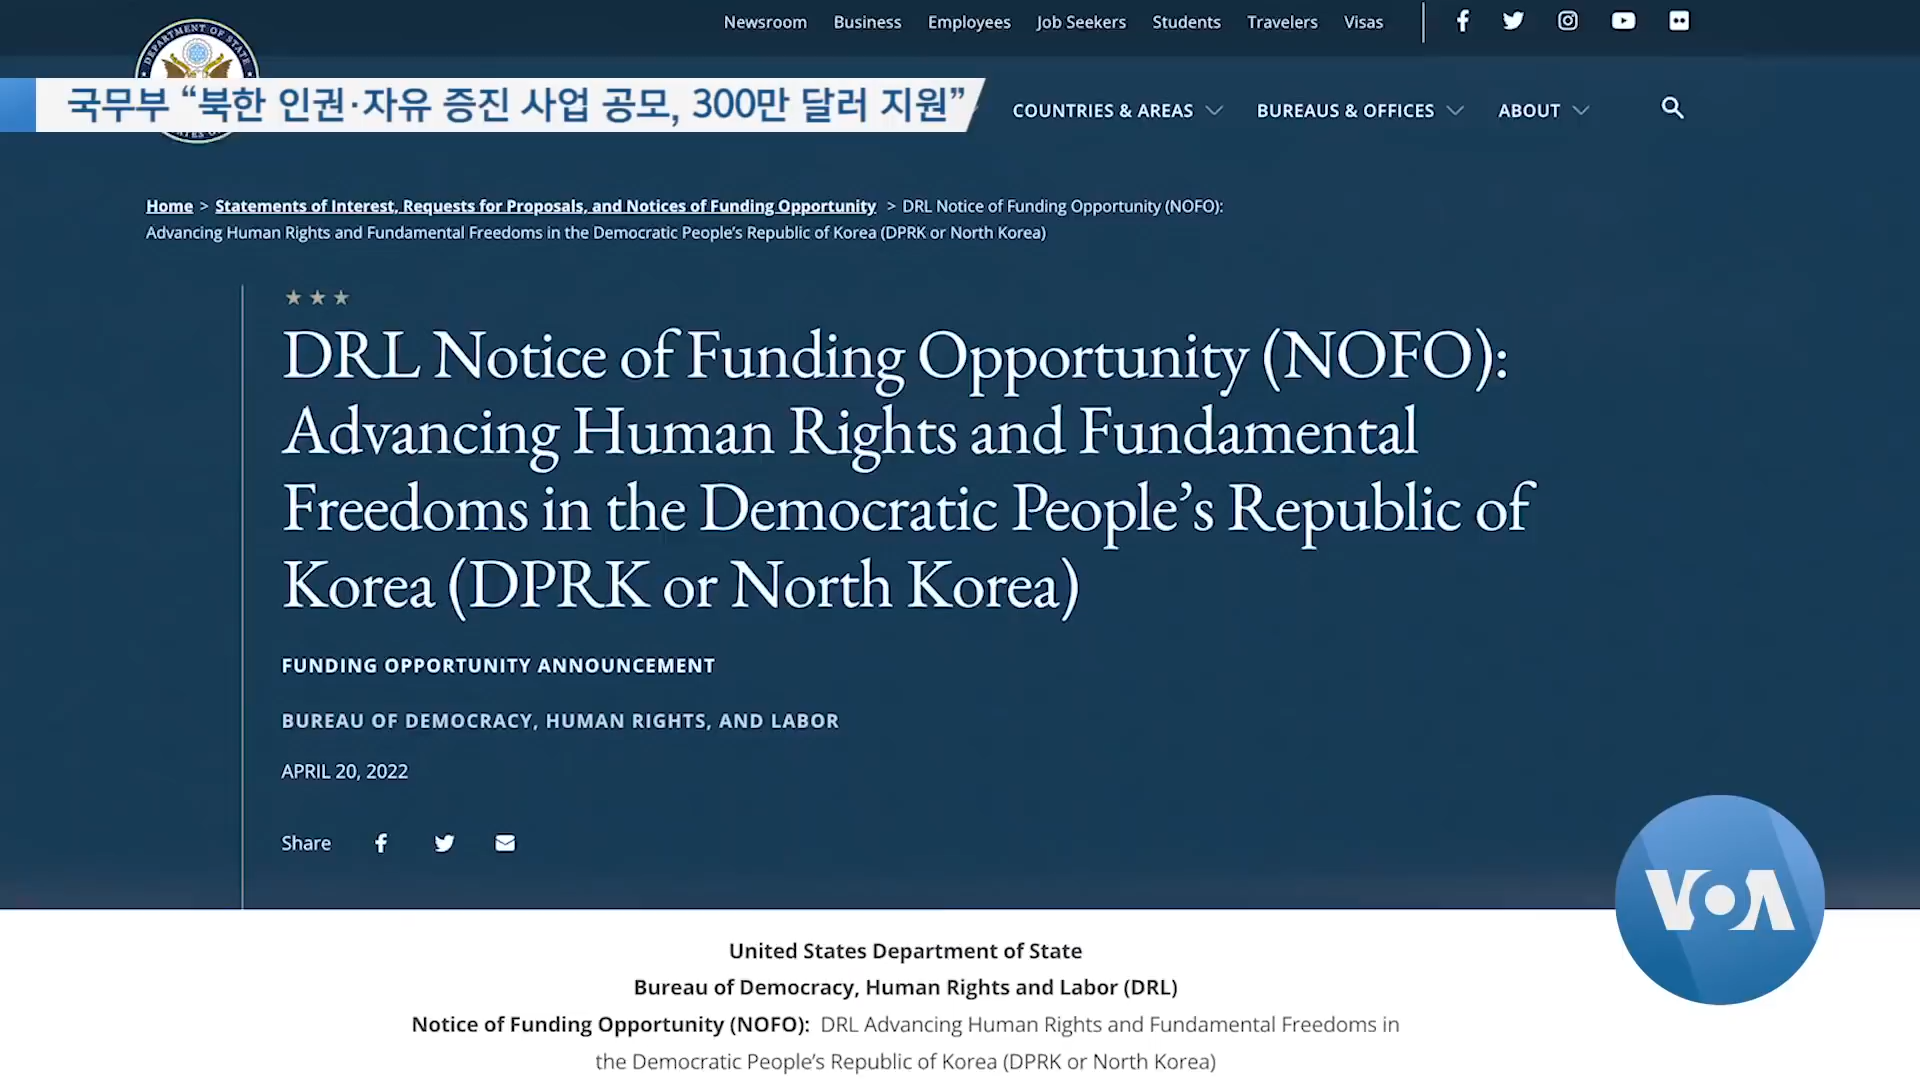 Newsroom Business Employees Job Seekers Students Travelers Visas
DEPARTMENT OF STATE
국무부 “북한 인권·자유 증진 사업 공모, 300만 달러 지원”
COUNTRIES & AREAS BUREAUS & OFFICES ABOUT
Home > Statements of Interest, Requests for Proposals, and Notices of Funding Opportunity > DRL Notice of Funding Opportunity (NOFO):
Advancing Human Rights and Fundamental Freedoms in the Democratic People’s Republic of Korea (DPRK or North Korea)
DRL Notice of Funding Opportunity (NOFO):
Advancing Human Rights and Fundamental
Freedoms in the Democratic People’s Republic of
Korea (DPRK or North Korea)
FUNDING OPPORTUNITY ANNOUNCEMENT
BUREAU OF DEMOCRACY, HUMAN RIGHTS, AND LABOR
APRIL 20, 2022
Share
VOA
United States Department of State
Bureau of Democracy, Human Rights and Labor (DRL)
Notice of Funding Opportunity (NOFO): DRL Advancing Human Rights and Fundamental Freedoms in
the Democratic People’s Republic of Korea (DPRK or North Korea)